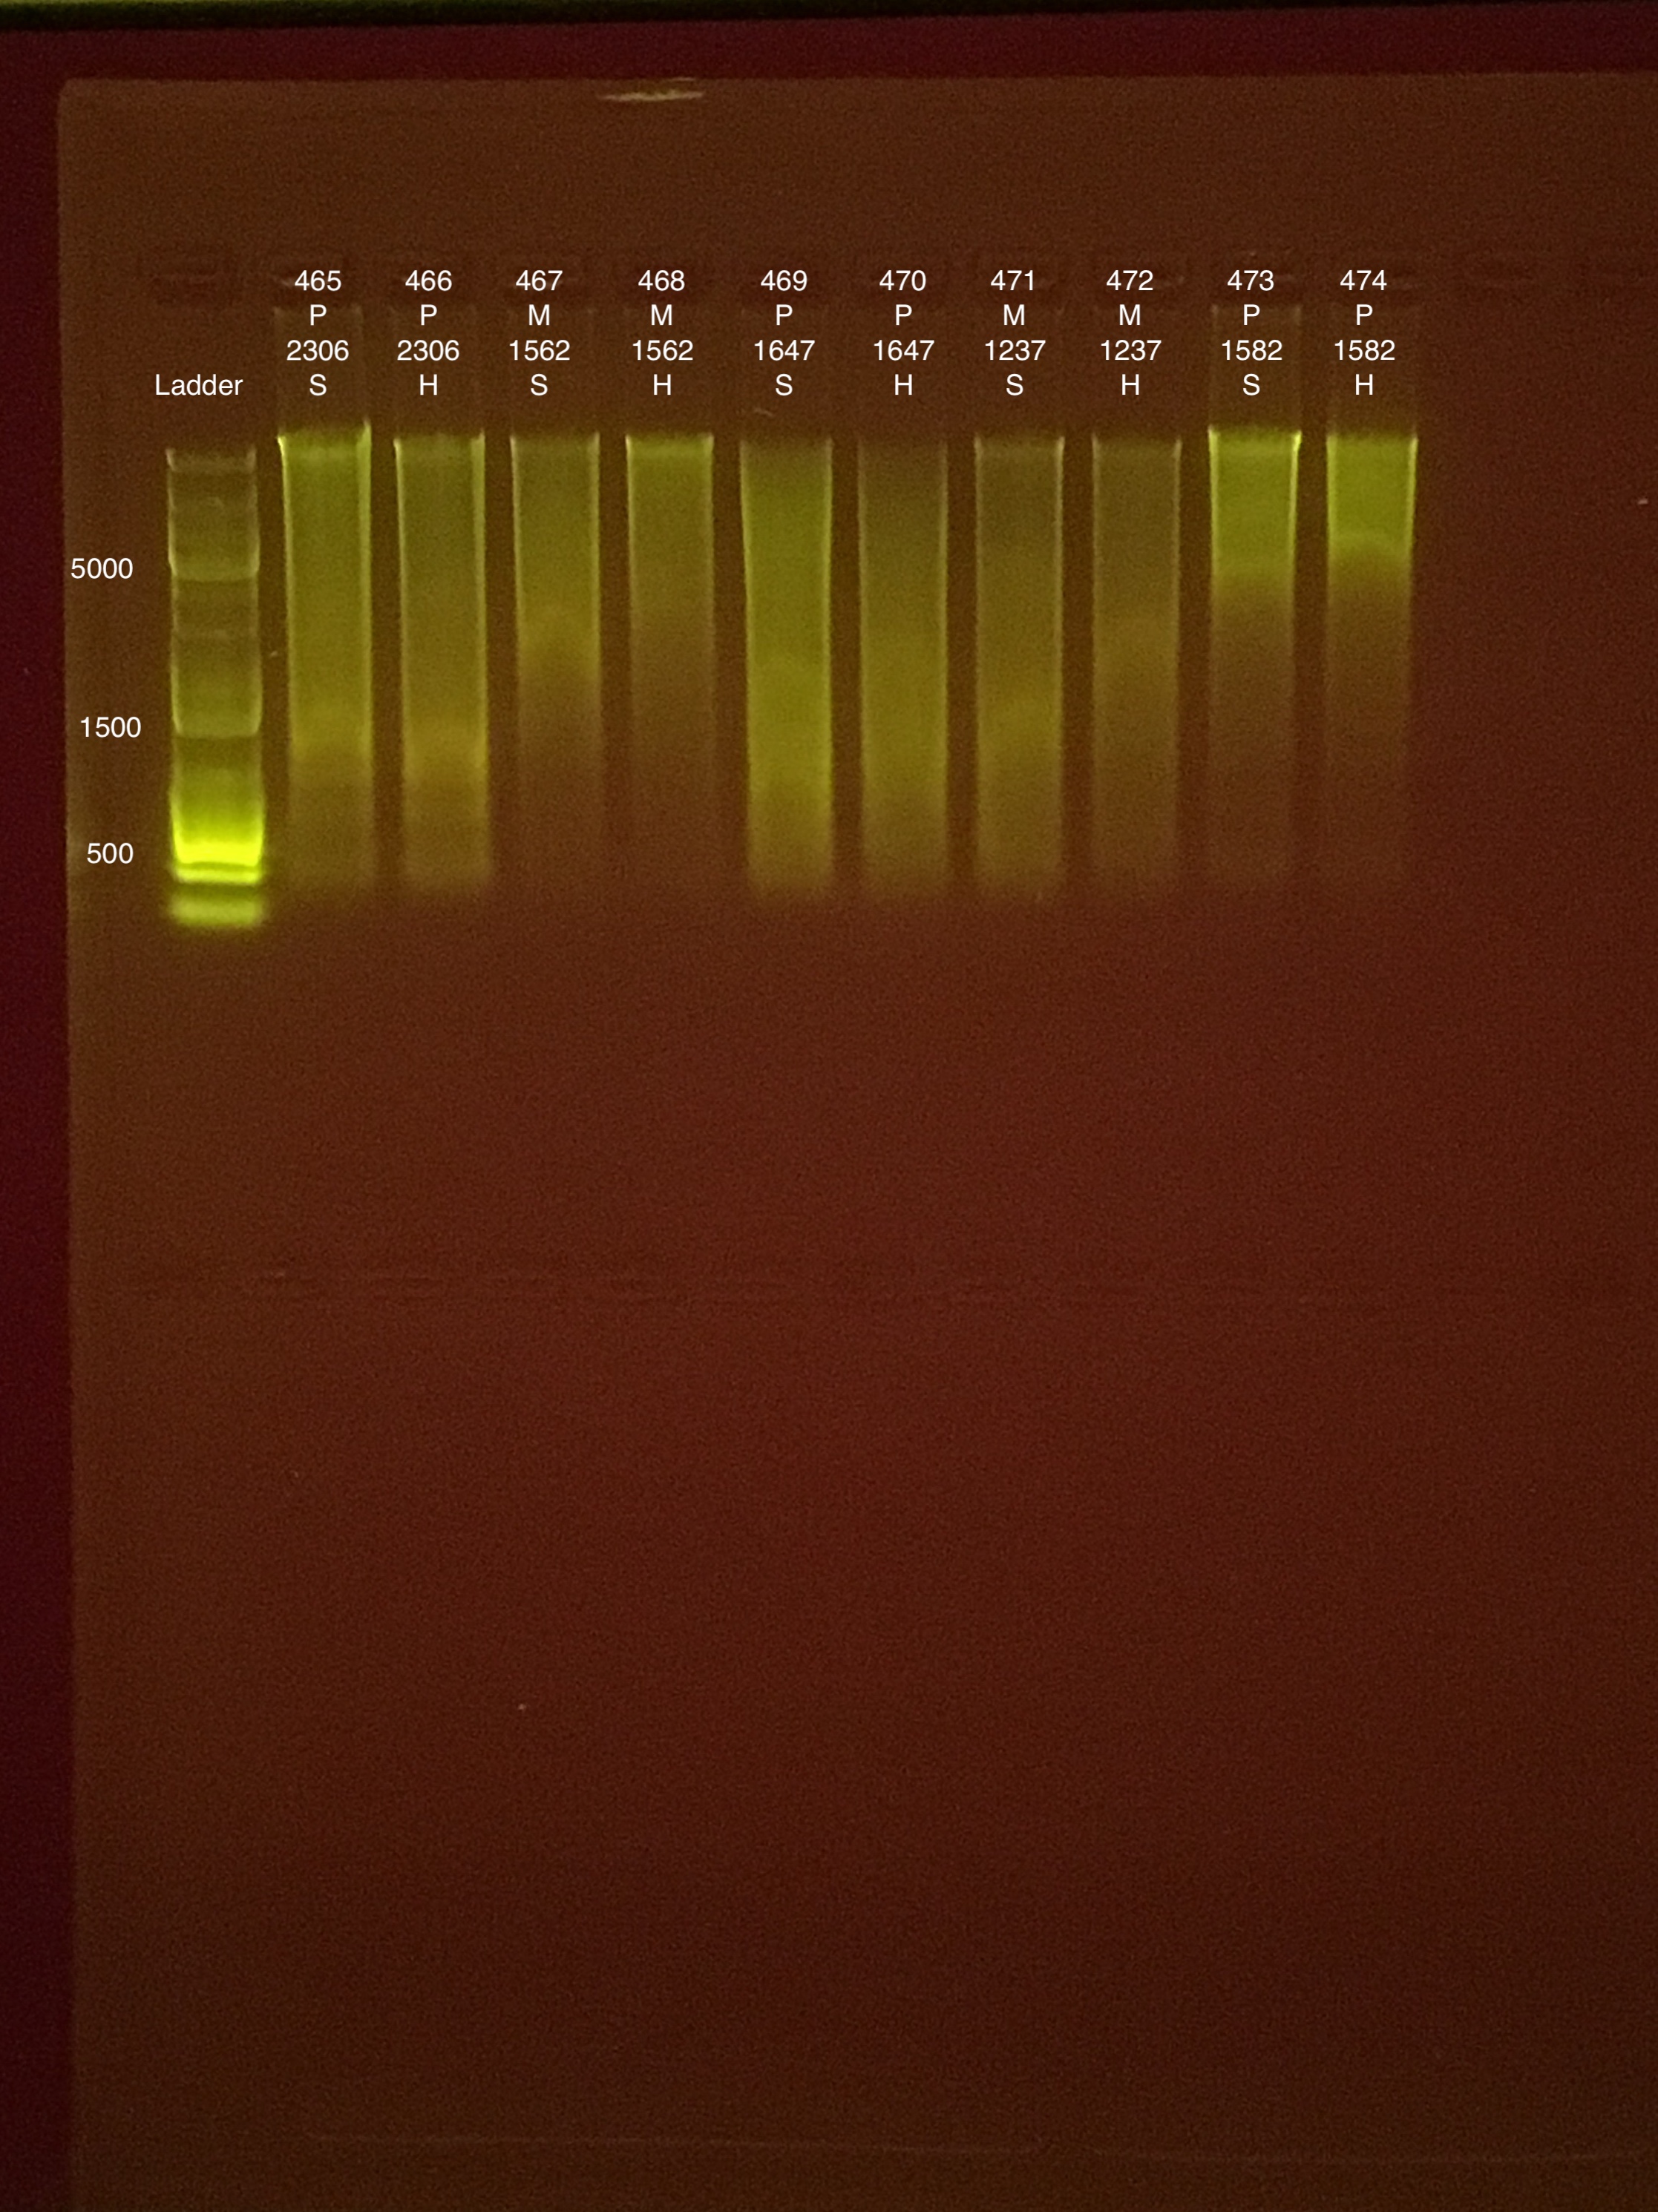 465 466 467 468 469 470 471 472 473 474
P P M M P P M M P P
2306 2306 1562 1562 1647 1647 1237 1237 1582 1582
Ladder S H S H S H S H S H
5000
1500
500